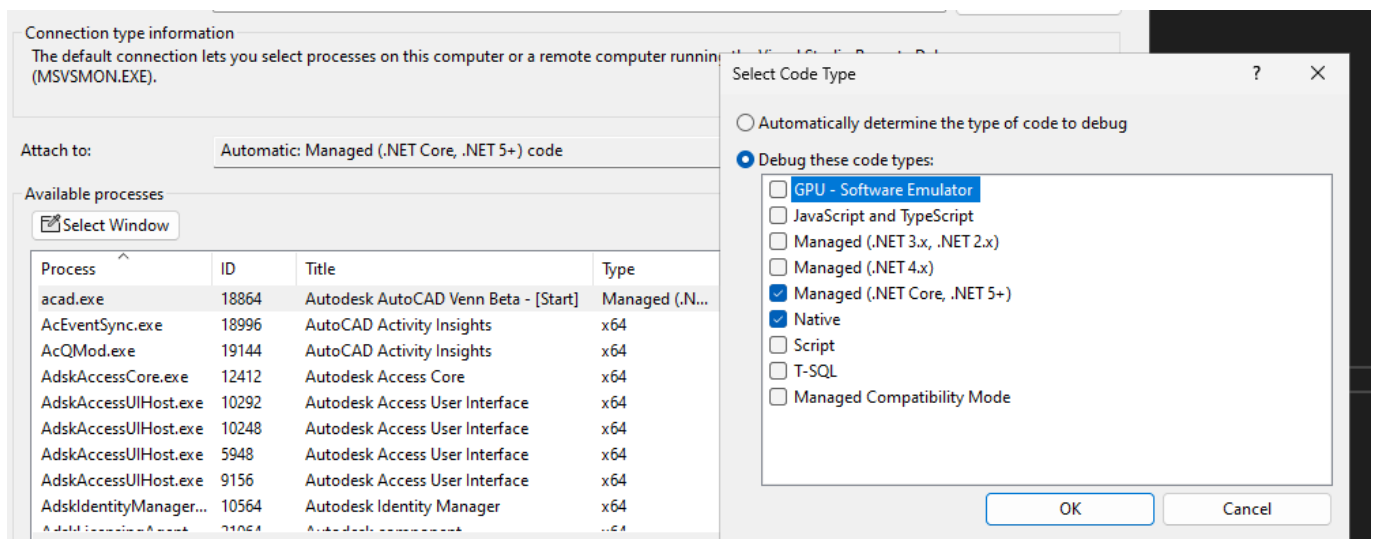 Connection type information
The default connection lets you select processes on this computer or a remote computer running
(MSVSMON.EXE).
Attach to: Automatic: Managed (.NET Core, .NET 5+) code
Available processes
Select Window
Process ID Title Type
acad.exe 18864 Autodesk AutoCAD Venn Beta - [Start] Managed (.N...
AcEventSync.exe 18996 AutoCAD Activity Insights x64
AcQMod.exe 19144 AutoCAD Activity Insights x64
AdskAccessCore.exe 12412 Autodesk Access Core x64
AdskAccessUIHost.exe 10292 Autodesk Access User Interface x64
AdskAccessUIHost.exe 10248 Autodesk Access User Interface x64
AdskAccessUIHost.exe 5948 Autodesk Access User Interface x64
AdskAccessUIHost.exe 9156 Autodesk Access User Interface x64
AdskIdentityManager... 10564 Autodesk Identity Manager x64
Select Code Type ?
Automatically determine the type of code to debug
Debug these code types:
GPU - Software Emulator
JavaScript and TypeScript
Managed (.NET 3.x, .NET 2.x)
Managed (.NET 4.x)
Managed (.NET Core, .NET 5+)
Native
Script
T-SQL
Managed Compatibility Mode
OK Cancel